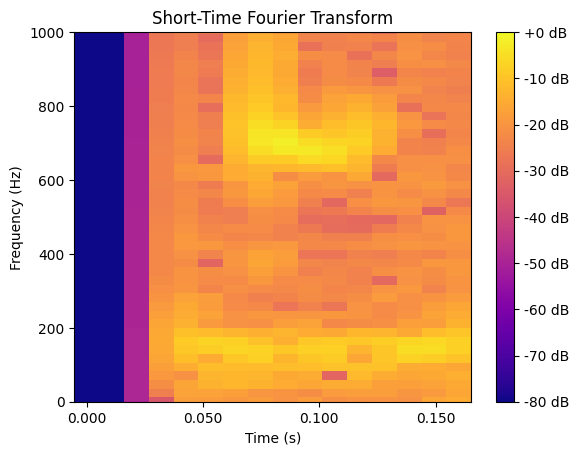 Short-Time Fourier Transform
1000
800
600
400
200
0
Frequency (Hz)
0.000
0.050
0.100
0.150
Time (s)
+0 dB
-10 dB
-20 dB
-30 dB
-40 dB
-50 dB
-60 dB
-70 dB
-80 dB